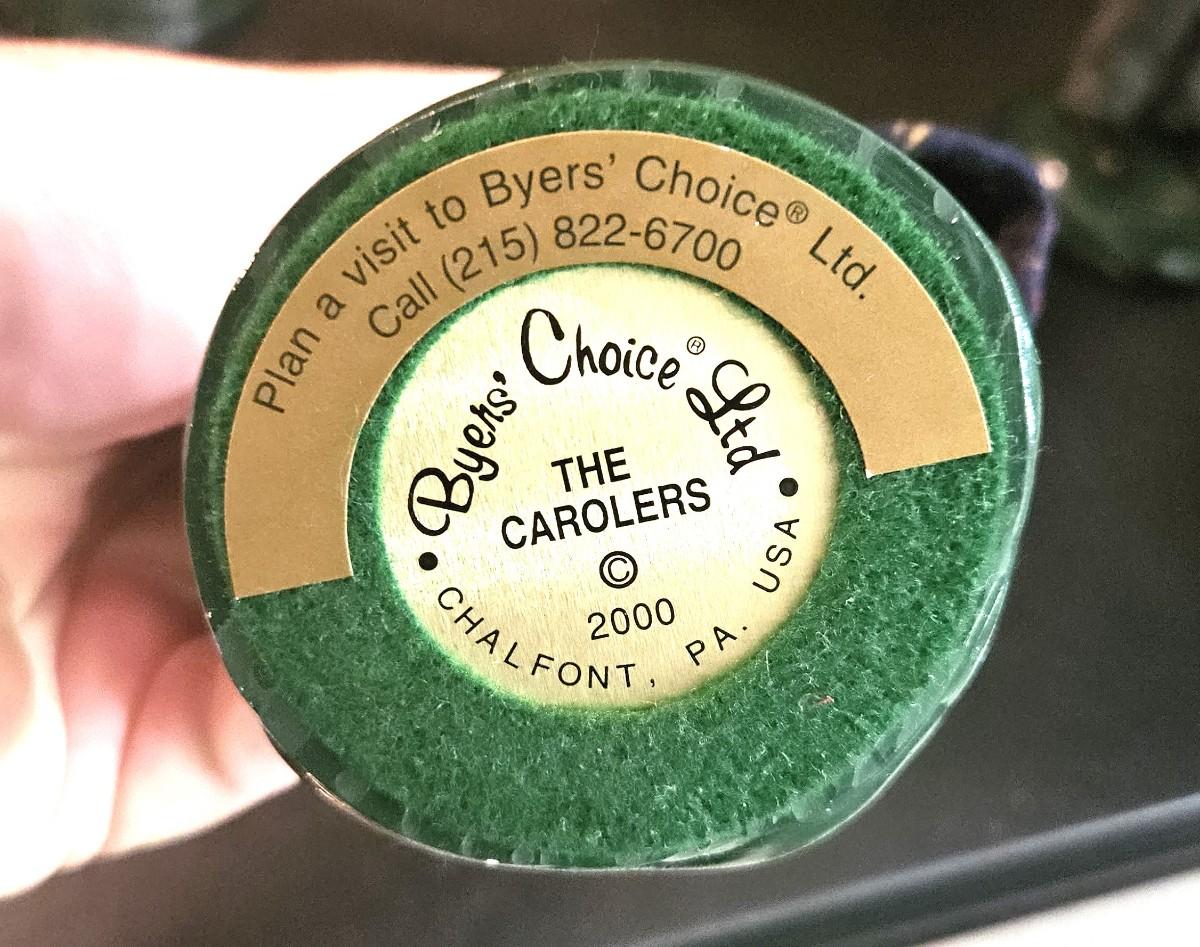 Plan a visit to Byers' Choice® Ltd.
Call (215) 822-6700
Byers' Choice® Ltd
THE
CAROLERS
©
2000
• CHALFONT, PA. USA •